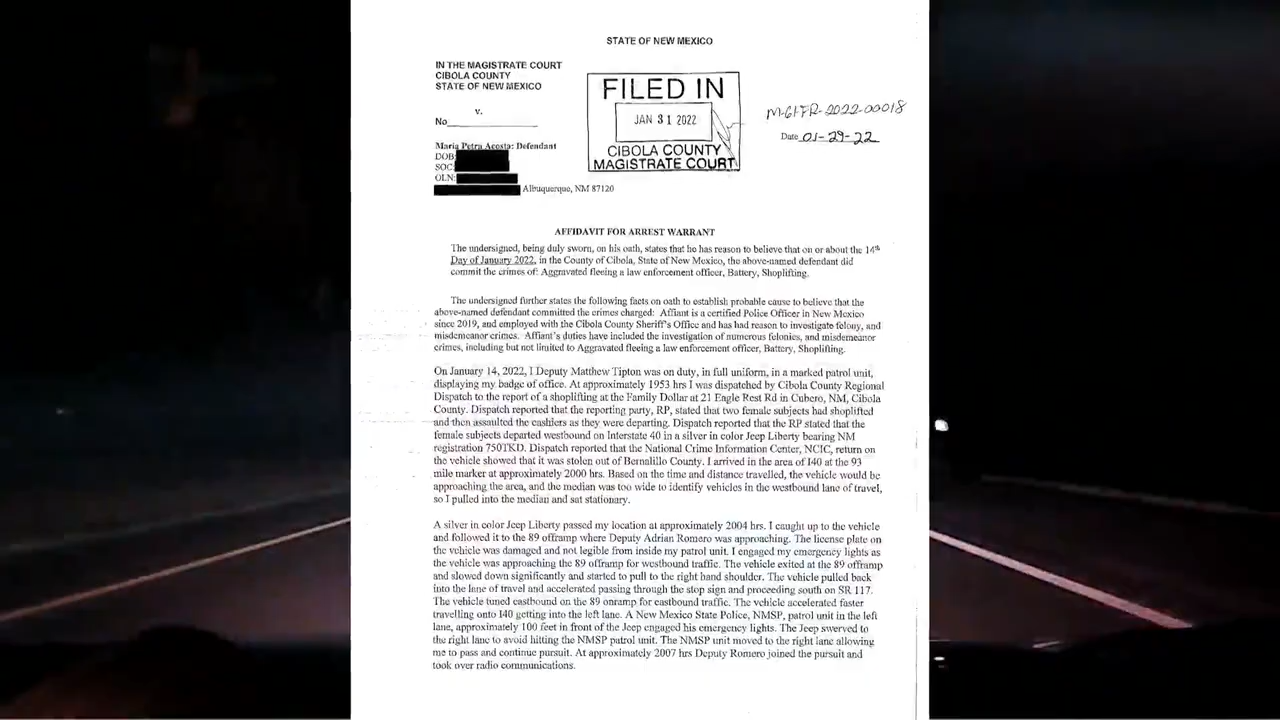 STATE OF NEW MEXICO
IN THE MAGISTRATE COURT
CIBOLA COUNTY
STATE OF NEW MEXICO
v.
No
FILED IN
JAN 31 2022
CIBOLA COUNTY
MAGISTRATE COURT
M-61-FR-2022-00018
Date 01-29-22
Maria Petra Acosta: Defendant
DOB:
SOC:
OLN:
Albuquerque, NM 87120
AFFIDAVIT FOR ARREST WARRANT
The undersigned, being duly sworn, on his oath, states that he has reason to believe that on or about the 14th
Day of January 2022, in the County of Cibola, State of New Mexico, the above-named defendant did
commit the crimes of: Aggravated fleeing a law enforcement officer, Battery, Shoplifting.
The undersigned further states the following facts on oath to establish probable cause to believe that the
above-named defendant committed the crimes charged: Affiant is a certified Police Officer in New Mexico
since 2019, and employed with the Cibola County Sheriff's Office and has had reason to investigate felony, and
misdemeanor crimes. Affiant's duties have included the investigation of numerous felonies, and misdemeanor
crimes, including but not limited to Aggravated fleeing a law enforcement officer, Battery, Shoplifting.
On January 14, 2022, I Deputy Matthew Tipton was on duty, in full uniform, in a marked patrol unit,
displaying my badge of office. At approximately 1953 hrs I was dispatched by Cibola County Regional
Dispatch to the report of a shoplifting at the Family Dollar at 21 Eagle Rest Rd in Cubero, NM, Cibola
County. Dispatch reported that the reporting party, RP, stated that two female subjects had shoplifted
and then assaulted the cashiers as they were departing. Dispatch reported that the RP stated that the
female subjects departed westbound on Interstate 40 in a silver in color Jeep Liberty bearing NM
registration 750TKD. Dispatch reported that the National Crime Information Center, NCIC, return on
the vehicle showed that it was stolen out of Bernalillo County. I arrived in the area of I40 at the 93
mile marker at approximately 2000 hrs. Based on the time and distance travelled, the vehicle would be
approaching the area, and the median was too wide to identify vehicles in the westbound lane of travel,
so I pulled into the median and sat stationary.
A silver in color Jeep Liberty passed my location at approximately 2004 hrs. I caught up to the vehicle
and followed it to the 89 offramp where Deputy Adrian Romero was approaching. The license plate on
the vehicle was damaged and not legible from inside my patrol unit. I engaged my emergency lights as
the vehicle was approaching the 89 offramp for westbound traffic. The vehicle exited at the 89 offramp
and slowed down significantly and started to pull to the right hand shoulder. The vehicle pulled back
into the lane of travel and accelerated passing through the stop sign and proceeding south on SR 117.
The vehicle tuned eastbound on the 89 onramp for eastbound traffic. The vehicle accelerated faster
travelling onto I40 getting into the left lane. A New Mexico State Police, NMSP, patrol unit in the left
lane, approximately 100 feet in front of the Jeep engaged his emergency lights. The Jeep swerved to
the right lane to avoid hitting the NMSP patrol unit. The NMSP unit moved to the right lane allowing
me to pass and continue pursuit. At approximately 2007 hrs Deputy Romero joined the pursuit and
took over radio communications.